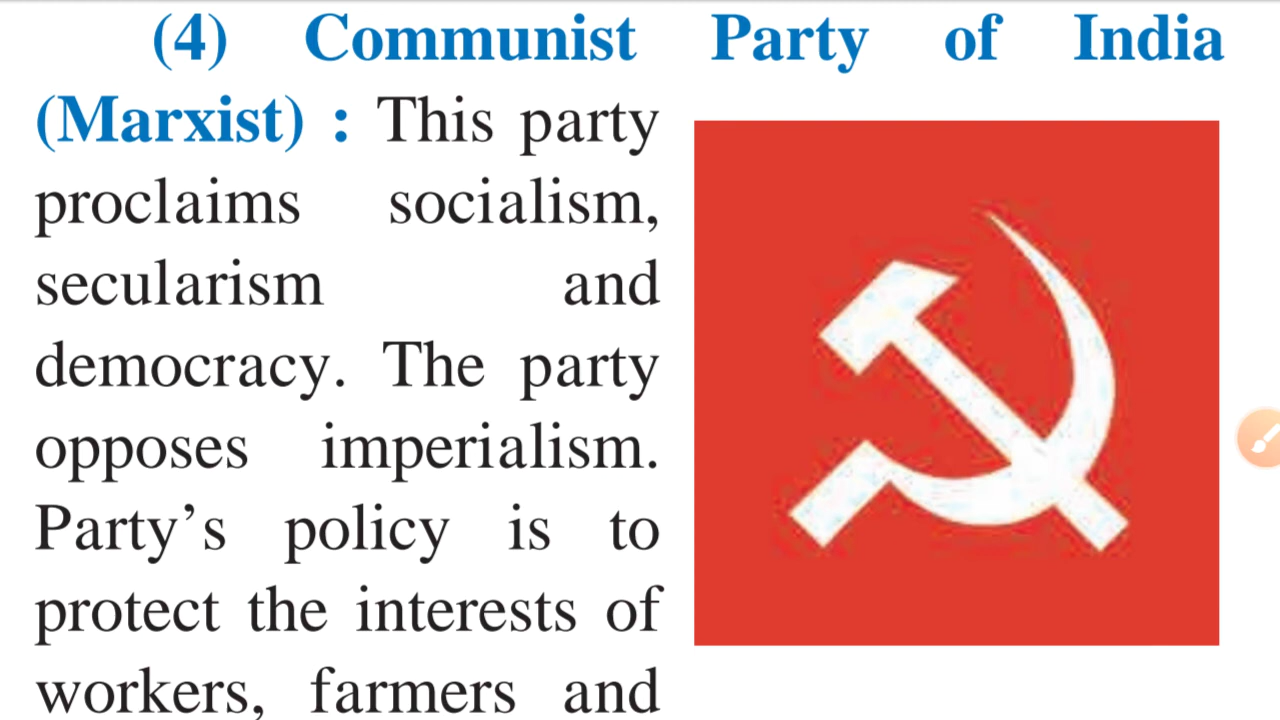 (4) Communist Party of India
(Marxist) : This party
proclaims socialism,
secularism and
democracy. The party
opposes imperialism.
Party’s policy is to
protect the interests of
workers, farmers and